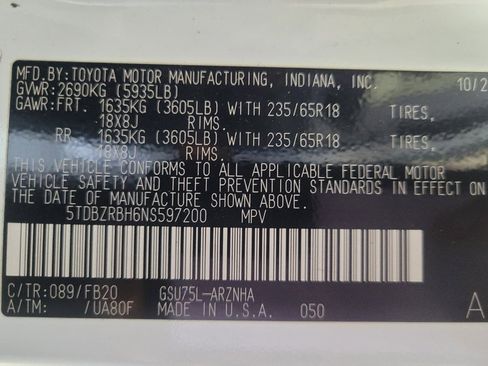 MFD.BY:TOYOTA MOTOR MANUFACTURING, INDIANA, INC. 10/2
GVWR:2690KG (5935LB)
GAWR:FRT. 1635KG (3605LB) WITH 235/65R18 TIRES,
18X8J RIMS.
RR. 1635KG (3605LB) WITH 235/65R18 TIRES,
18X8J RIMS.
THIS VEHICLE CONFORMS TO ALL APPLICABLE FEDERAL MOTOR
VEHICLE SAFETY AND THEFT PREVENTION STANDARDS IN EFFECT ON
THE DATE OF MANUFACTURE SHOWN ABOVE.
5TDBZRBH6NS597200 MPV
C/TR:089/FB20 GSU75L-ARZNHA
A/TM: /UA80F MADE IN U.S.A. 050 A